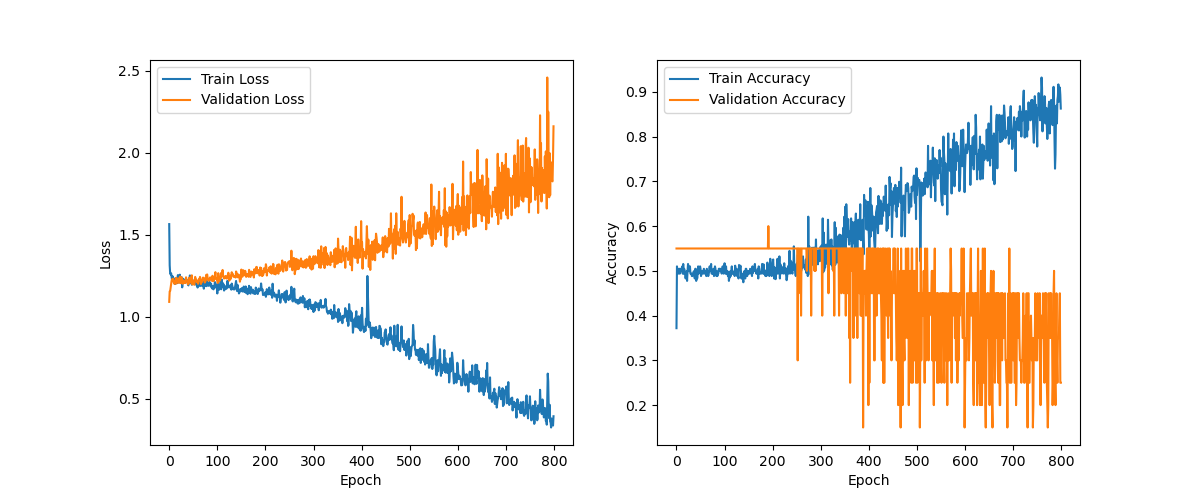 Train Loss
Validation Loss
Loss
2.5
2.0
1.5
1.0
0.5
0 100 200 300 400 500 600 700 800
Epoch
Train Accuracy
Validation Accuracy
Accuracy
0.9
0.8
0.7
0.6
0.5
0.4
0.3
0.2
0 100 200 300 400 500 600 700 800
Epoch